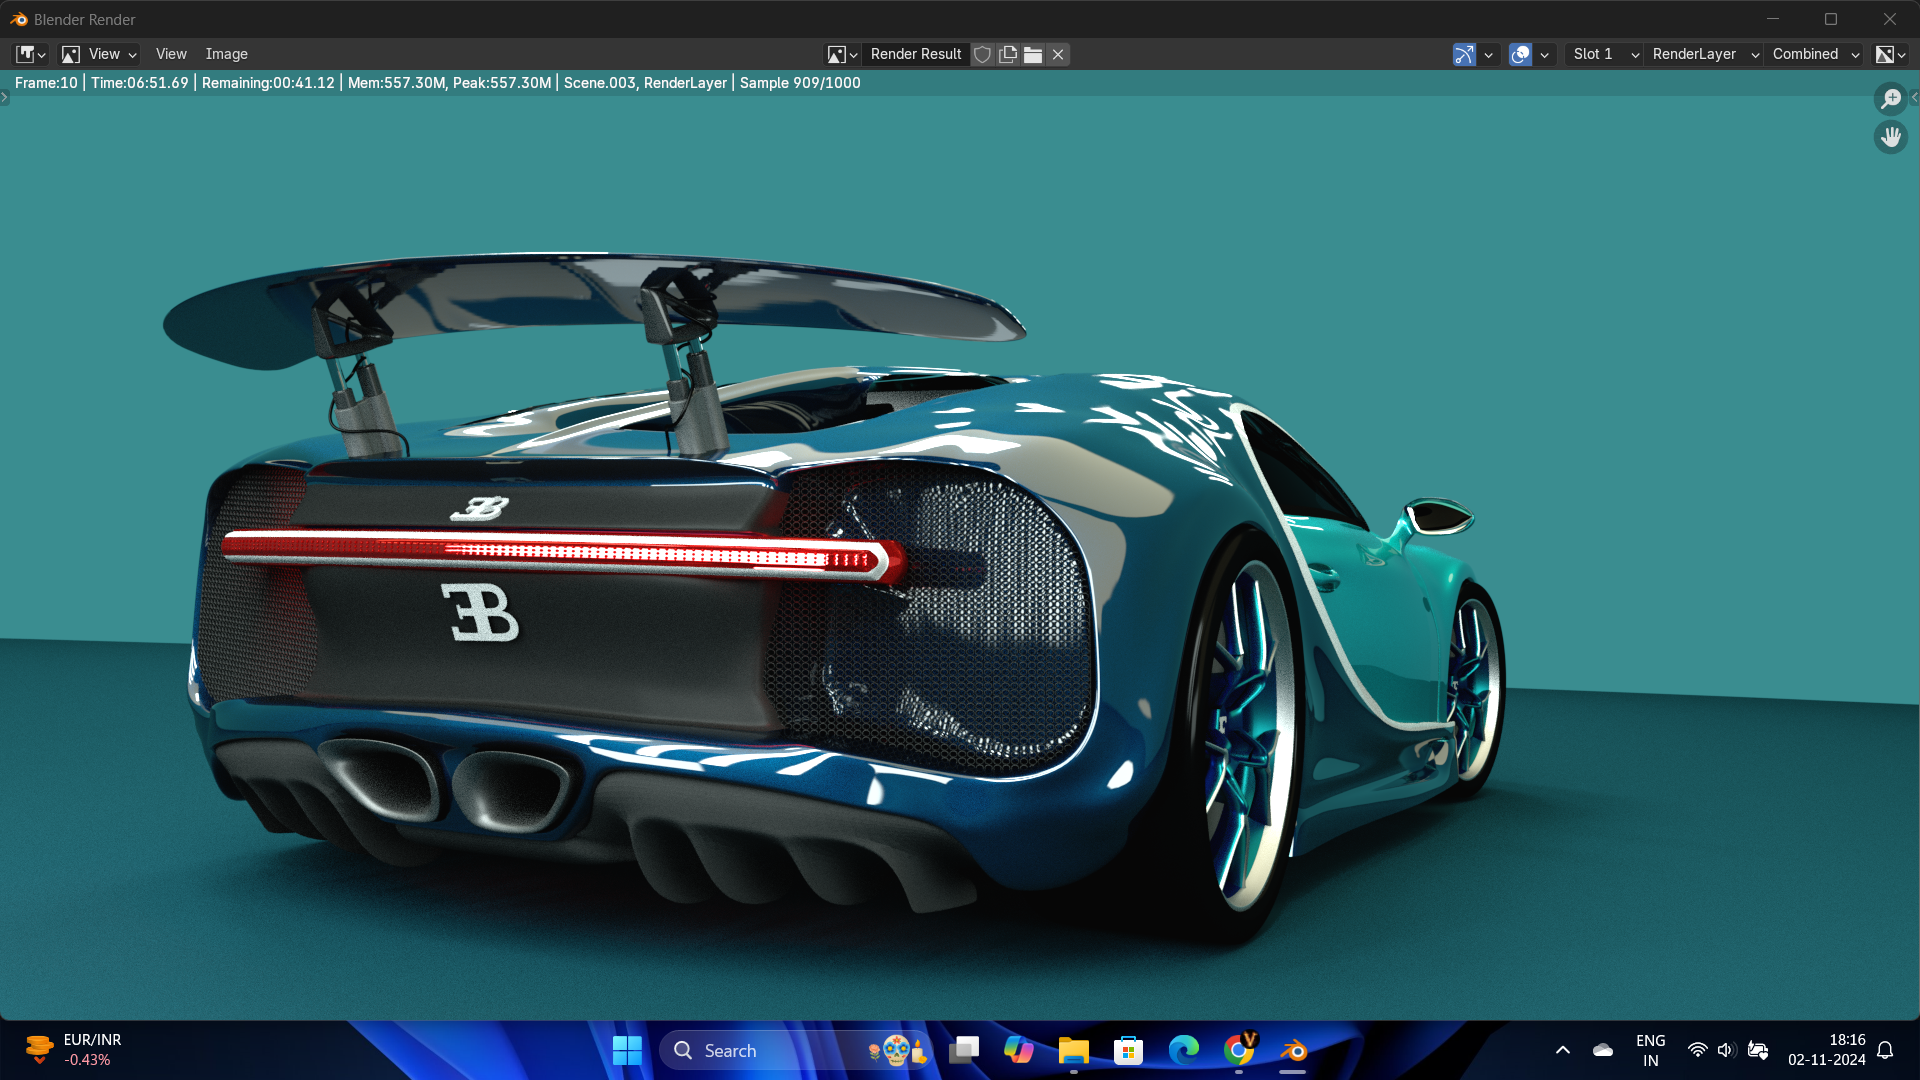 Blender Render
View View Image Render Result Slot 1 RenderLayer Combined
Frame:10 | Time:06:51.69 | Remaining:00:41.12 | Mem:557.30M, Peak:557.30M | Scene.003, RenderLayer | Sample 909/1000
EUR/INR
-0.43%
Search
ENG
IN
18:16
02-11-2024